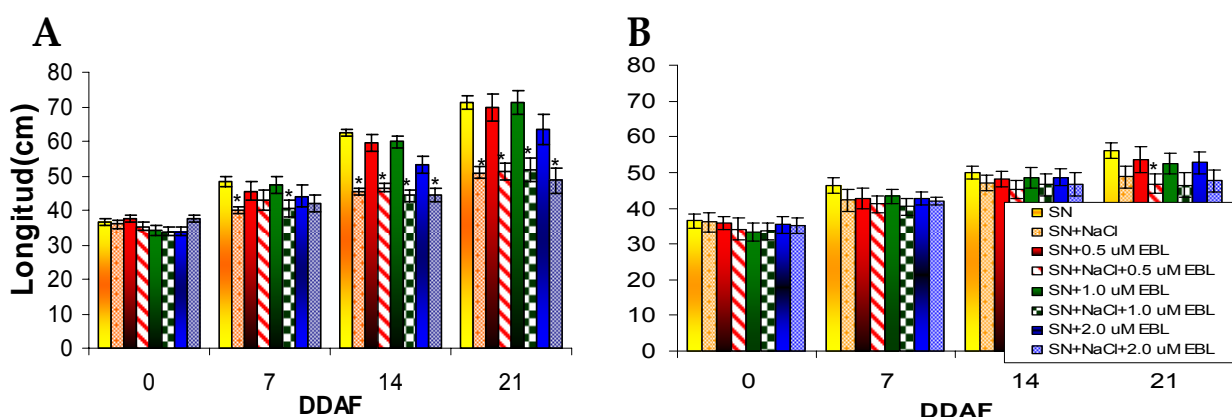 A
B
Longitud(cm)
80
70
60
50
40
30
20
10
0
* * * * * * * * * *
0 7 14 21
DDAF
80
70
60
50
40
30
20
10
0
*
SN
SN+NaCl
SN+0.5 uM EBL
SN+NaCl+0.5 uM EBL
SN+1.0 uM EBL
SN+NaCl+1.0 uM EBL
SN+2.0 uM EBL
SN+NaCl+2.0 uM EBL
0 7 14 21
DDAF